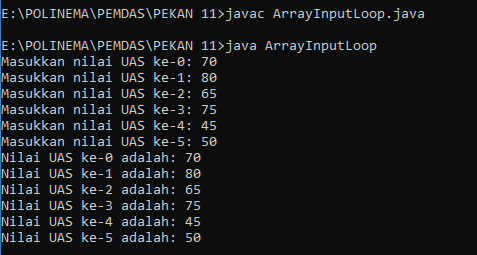 E:\POLINEMA\PEMDAS\PEKAN 11>javac ArrayInputLoop.java
E:\POLINEMA\PEMDAS\PEKAN 11>java ArrayInputLoop
Masukkan nilai UAS ke-0: 70
Masukkan nilai UAS ke-1: 80
Masukkan nilai UAS ke-2: 65
Masukkan nilai UAS ke-3: 75
Masukkan nilai UAS ke-4: 45
Masukkan nilai UAS ke-5: 50
Nilai UAS ke-0 adalah: 70
Nilai UAS ke-1 adalah: 80
Nilai UAS ke-2 adalah: 65
Nilai UAS ke-3 adalah: 75
Nilai UAS ke-4 adalah: 45
Nilai UAS ke-5 adalah: 50